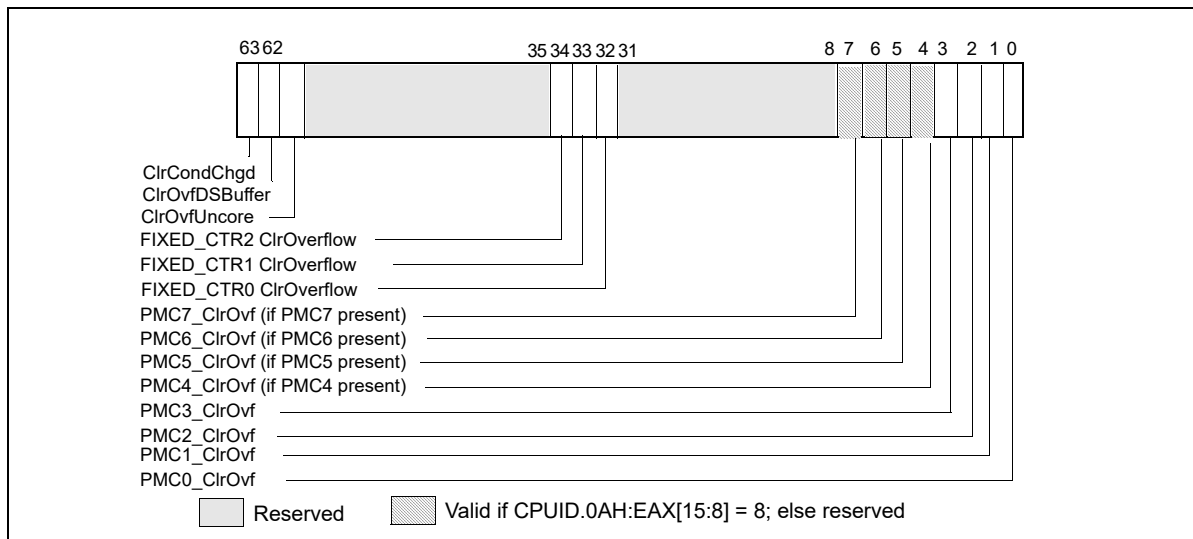 63 62 35 34 33 32 31 8 7 6 5 4 3 2 1 0
ClrCondChgd
ClrOvfDSBuffer
ClrOvfUncore
FIXED_CTR2 ClrOverflow
FIXED_CTR1 ClrOverflow
FIXED_CTR0 ClrOverflow
PMC7_ClrOvf (if PMC7 present)
PMC6_ClrOvf (if PMC6 present)
PMC5_ClrOvf (if PMC5 present)
PMC4_ClrOvf (if PMC4 present)
PMC3_ClrOvf
PMC2_ClrOvf
PMC1_ClrOvf
PMC0_ClrOvf
Reserved Valid if CPUID.0AH:EAX[15:8] = 8; else reserved